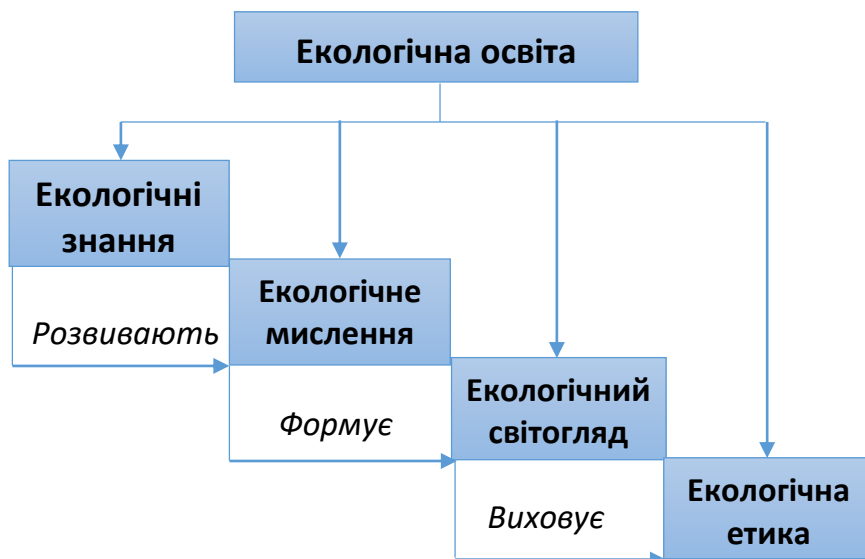 Екологічна освіта
Екологічні
знання
Розвивають
Екологічне
мислення
Формує
Екологічний
світогляд
Виховує
Екологічна
етика